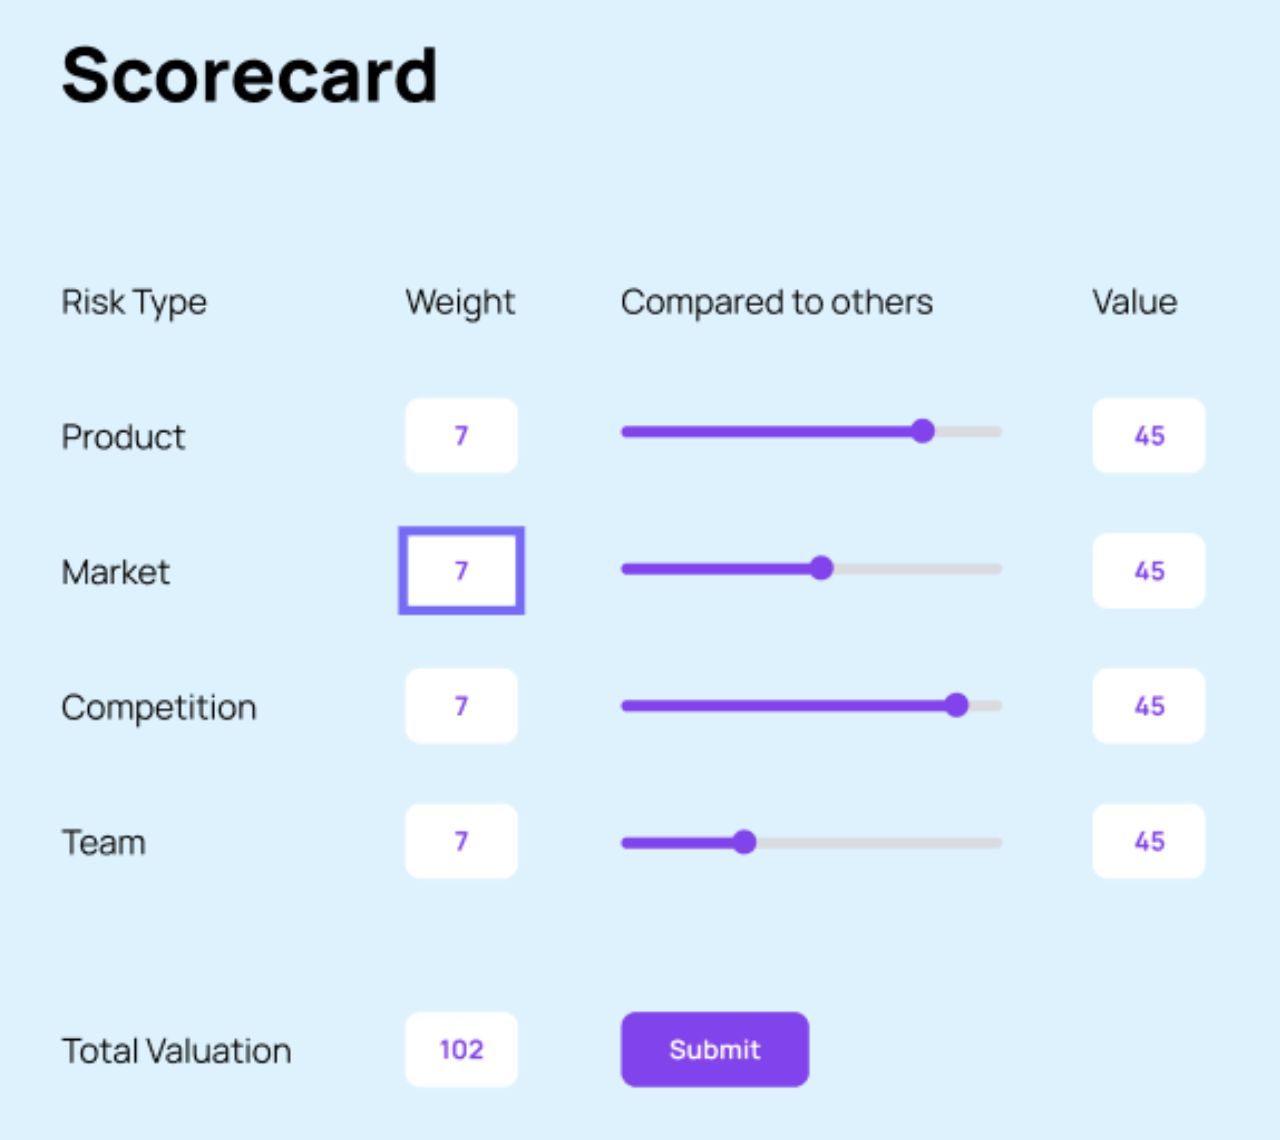 Scorecard
Risk Type Weight Compared to others Value
Product 7 45
Market 7 45
Competition 7 45
Team 7 45
Total Valuation 102 Submit